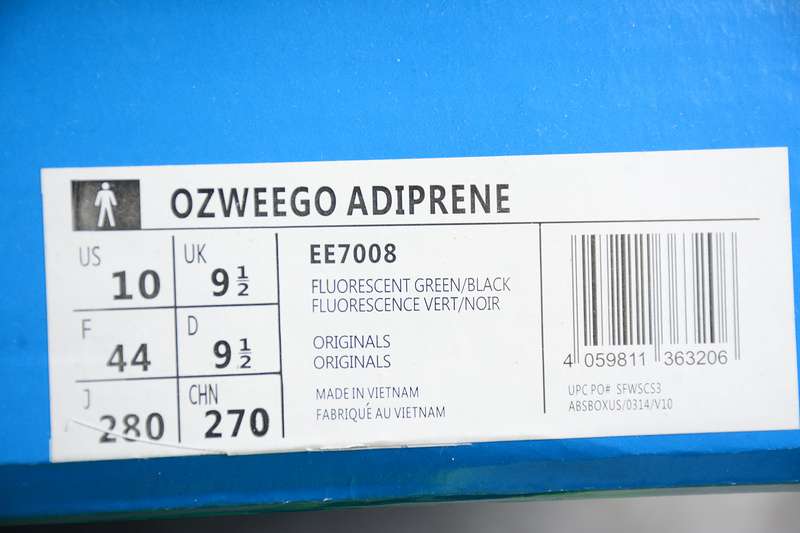 OZWEEGO ADIPRENE
US 10 UK 9 1/2
F 44 D 9 1/2
J 280 CHN 270
EE7008
FLUORESCENT GREEN/BLACK
FLUORESCENCE VERT/NOIR
ORIGINALS
ORIGINALS
MADE IN VIETNAM
FABRIQUÉ AU VIETNAM
4 059811 363206
UPC PO# SFWSCS3
ABSBOXUS/0314/V10